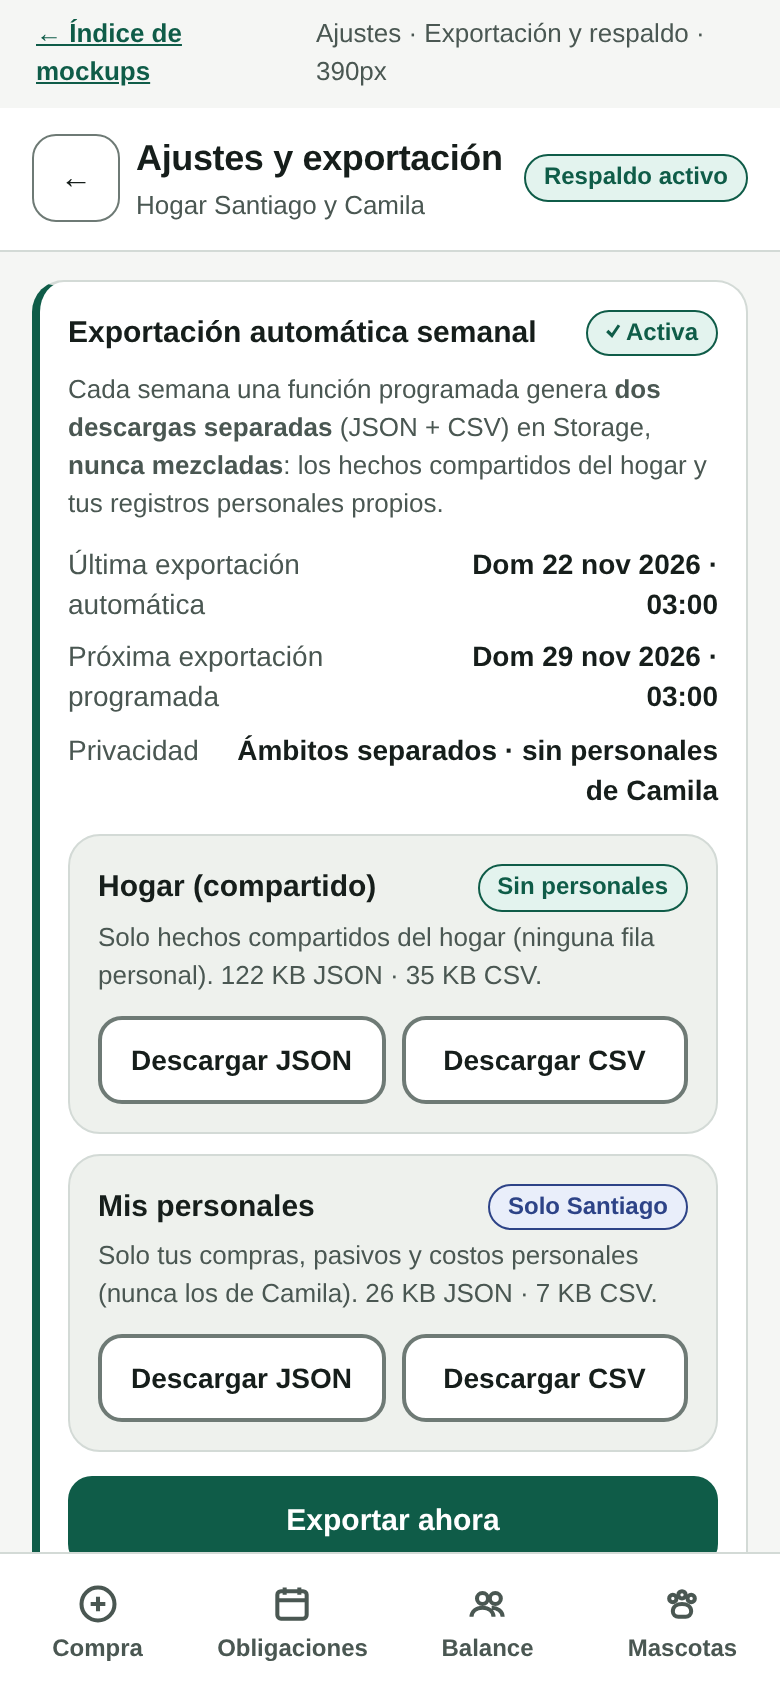 ← Índice de
mockups
Ajustes · Exportación y respaldo ·
390px
←
Ajustes y exportación
Hogar Santiago y Camila
Respaldo activo
Exportación automática semanal
✓ Activa
Cada semana una función programada genera dos
descargas separadas (JSON + CSV) en Storage,
nunca mezcladas: los hechos compartidos del hogar y
tus registros personales propios.
Última exportación
automática
Dom 22 nov 2026 ·
03:00
Próxima exportación
programada
Dom 29 nov 2026 ·
03:00
Privacidad
Ámbitos separados · sin personales
de Camila
Hogar (compartido)
Sin personales
Solo hechos compartidos del hogar (ninguna fila
personal). 122 KB JSON · 35 KB CSV.
Descargar JSON
Descargar CSV
Mis personales
Solo Santiago
Solo tus compras, pasivos y costos personales
(nunca los de Camila). 26 KB JSON · 7 KB CSV.
Descargar JSON
Descargar CSV
Exportar ahora
Compra
Obligaciones
Balance
Mascotas